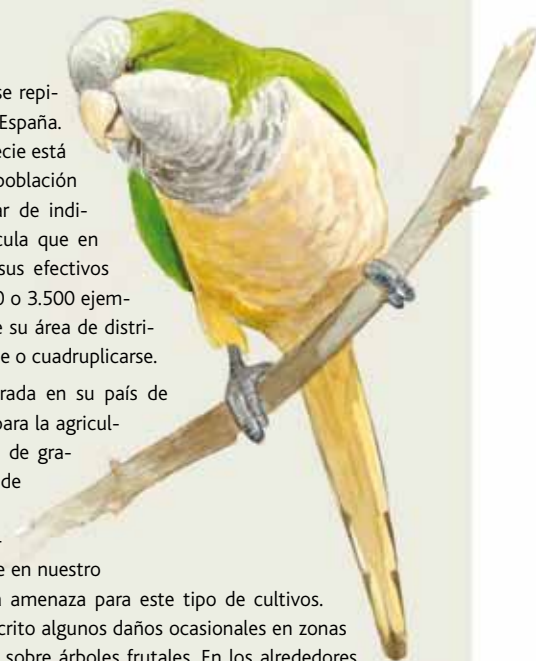 se repi-
España.
cie está
población
ar de indi-
cula que en
sus efectivos
0 o 3.500 ejem-
e su área de distri-
e o cuadruplicarse.
rada en su país de
para la agricul-
de gra-
de
e en nuestro
amenaza para este tipo de cultivos.
crito algunos daños ocasionales en zonas
sobre árboles frutales. En los alrededores